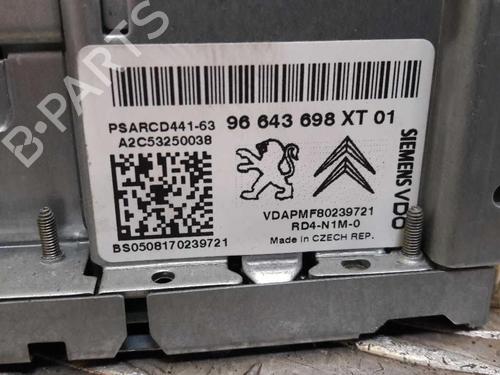 B-PARTS
PSARCD441-63 96 643 698 XT 01
A2C53250038
SIEMENS VDO
VDAPMF80239721
RD4-N1M-0
BS0508170239721 Made in CZECH REP.